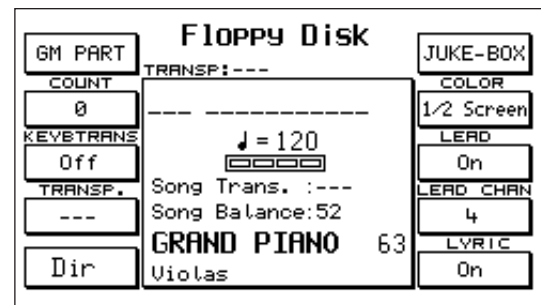 Floppy Disk
GM PART
JUKE-BOX
TRANSP:---
COUNT
COLOR
0
1/2 Screen
--- -----------
KEYBTRANS
♩=120
LEAD
Off
On
TRANSP.
Song Trans. :---
LEAD CHAN
---
Song Balance:52
4
GRAND PIANO 63
LYRIC
Dir
Violas
On